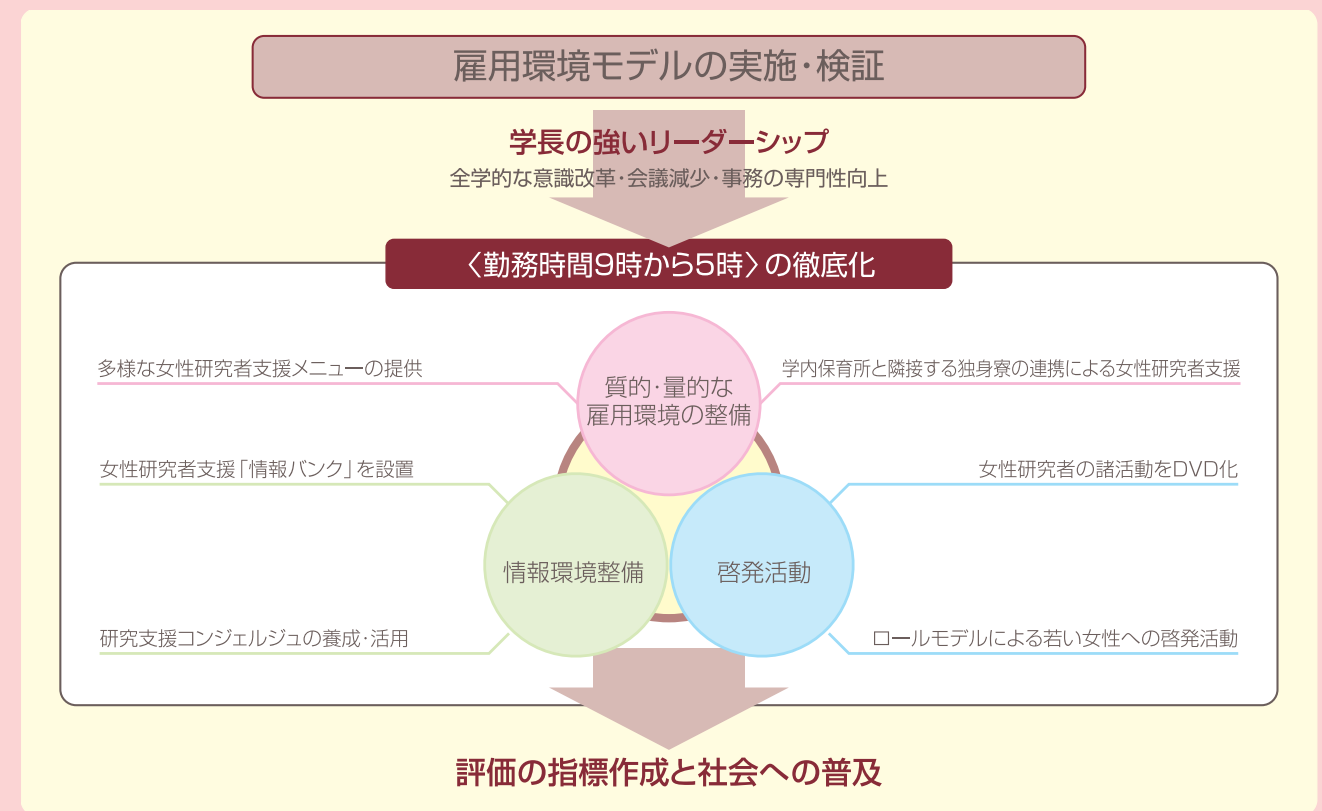 雇用環境モデルの実施・検証
学長の強いリーダーシップ
全学的な意識改革・会議減少・事務の専門性向上
〈勤務時間9時から5時〉の徹底化
多様な女性研究者支援メニューの提供
学内保育所と隣接する独身寮の連携による女性研究者支援
質的・量的な
雇用環境の整備
女性研究者支援「情報バンク」を設置
女性研究者の諸活動をDVD化
情報環境整備
啓発活動
研究支援コンジェルジュの養成・活用
ロールモデルによる若い女性への啓発活動
評価の指標作成と社会への普及